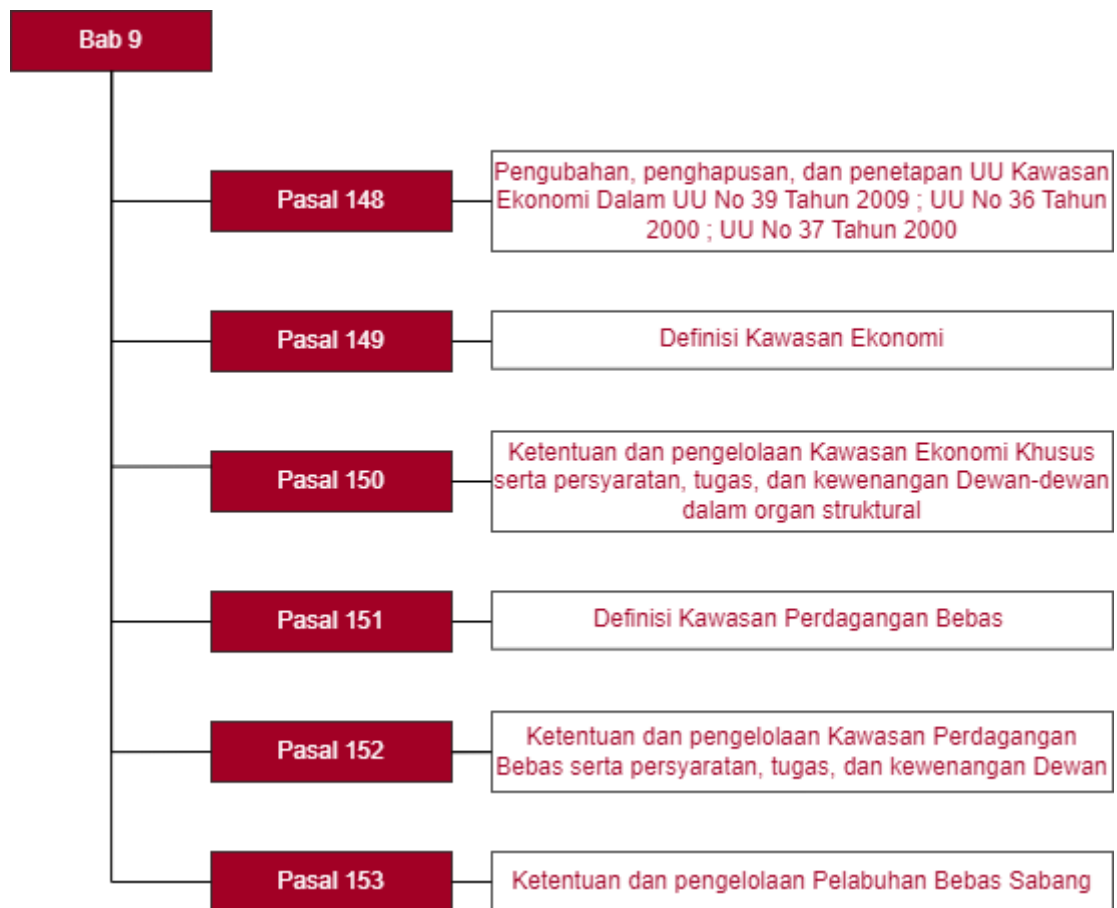 Bab 9
Pasal 148
Pengubahan, penghapusan, dan penetapan UU Kawasan
Ekonomi Dalam UU No 39 Tahun 2009 ; UU No 36 Tahun
2000 ; UU No 37 Tahun 2000
Pasal 149
Definisi Kawasan Ekonomi
Pasal 150
Ketentuan dan pengelolaan Kawasan Ekonomi Khusus
serta persyaratan, tugas, dan kewenangan Dewan-dewan
dalam organ struktural
Pasal 151
Definisi Kawasan Perdagangan Bebas
Pasal 152
Ketentuan dan pengelolaan Kawasan Perdagangan
Bebas serta persyaratan, tugas, dan kewenangan Dewan
Pasal 153
Ketentuan dan pengelolaan Pelabuhan Bebas Sabang